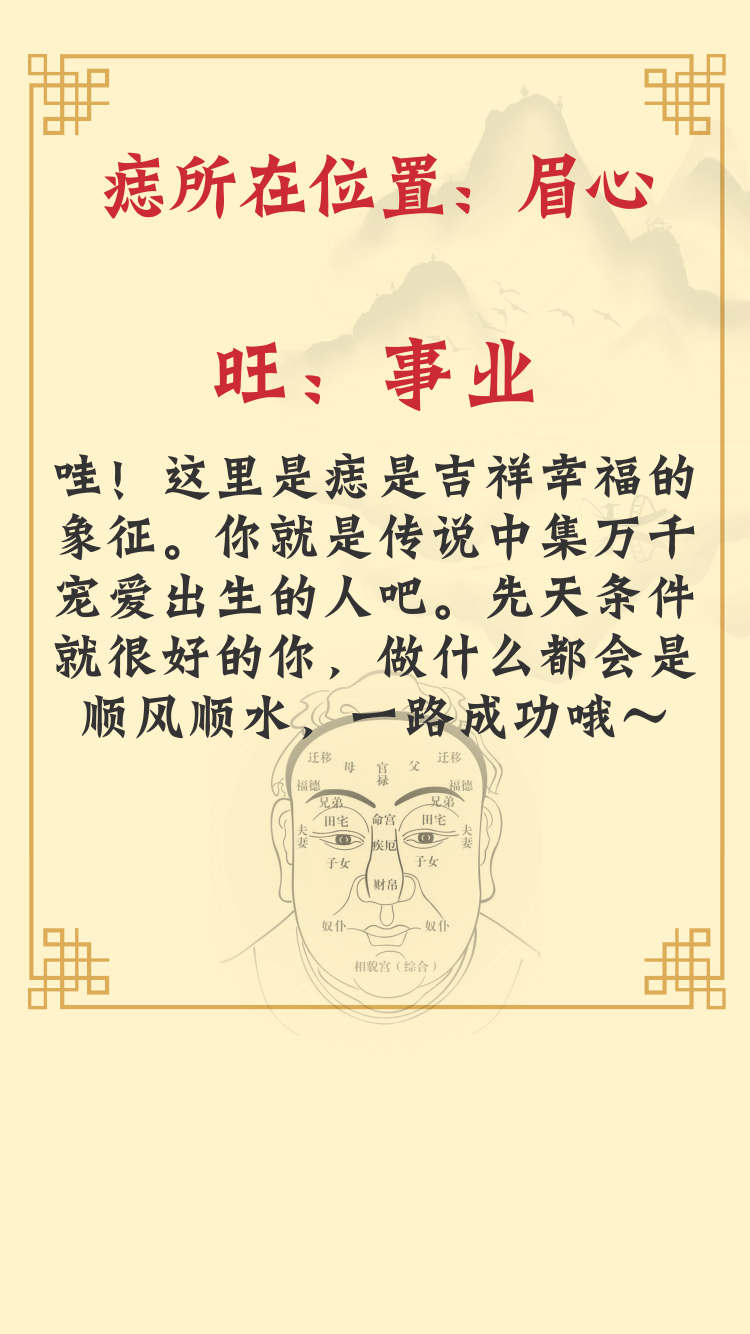 痣所在位置：眉心
旺：事业
哇！这里是痣是吉祥幸福的
象征。你就是传说中集万千
宠爱出生的人吧。先天条件
就很好的你，做什么都会是
顺风顺水，一路成功哦～
迁移 母 官禄 父 迁移
福德 福德
兄弟 兄弟
田宅 命宫 田宅
夫妻 疾厄 夫妻
子女 子女
财帛
奴仆 奴仆
相貌宫（综合）